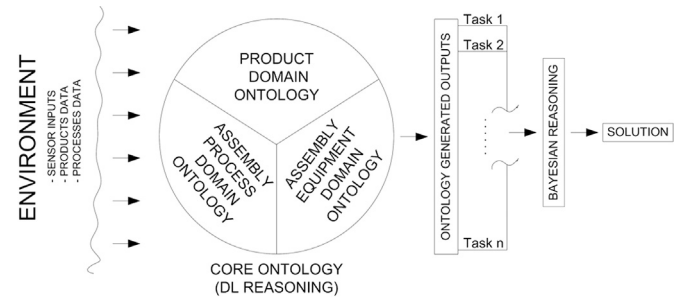 ENVIRONMENT
- SENSOR INPUTS
- PRODUCTS DATA
- PROCESSES DATA
PRODUCT
DOMAIN
ONTOLOGY
ASSEMBLY
PROCESS
DOMAIN
ONTOLOGY
ASSEMBLY
EQUIPMENT
DOMAIN
ONTOLOGY
CORE ONTOLOGY
(DL REASONING)
ONTOLOGY GENERATED OUTPUTS
Task 1
Task 2
Task n
BAYESIAN REASONING
SOLUTION